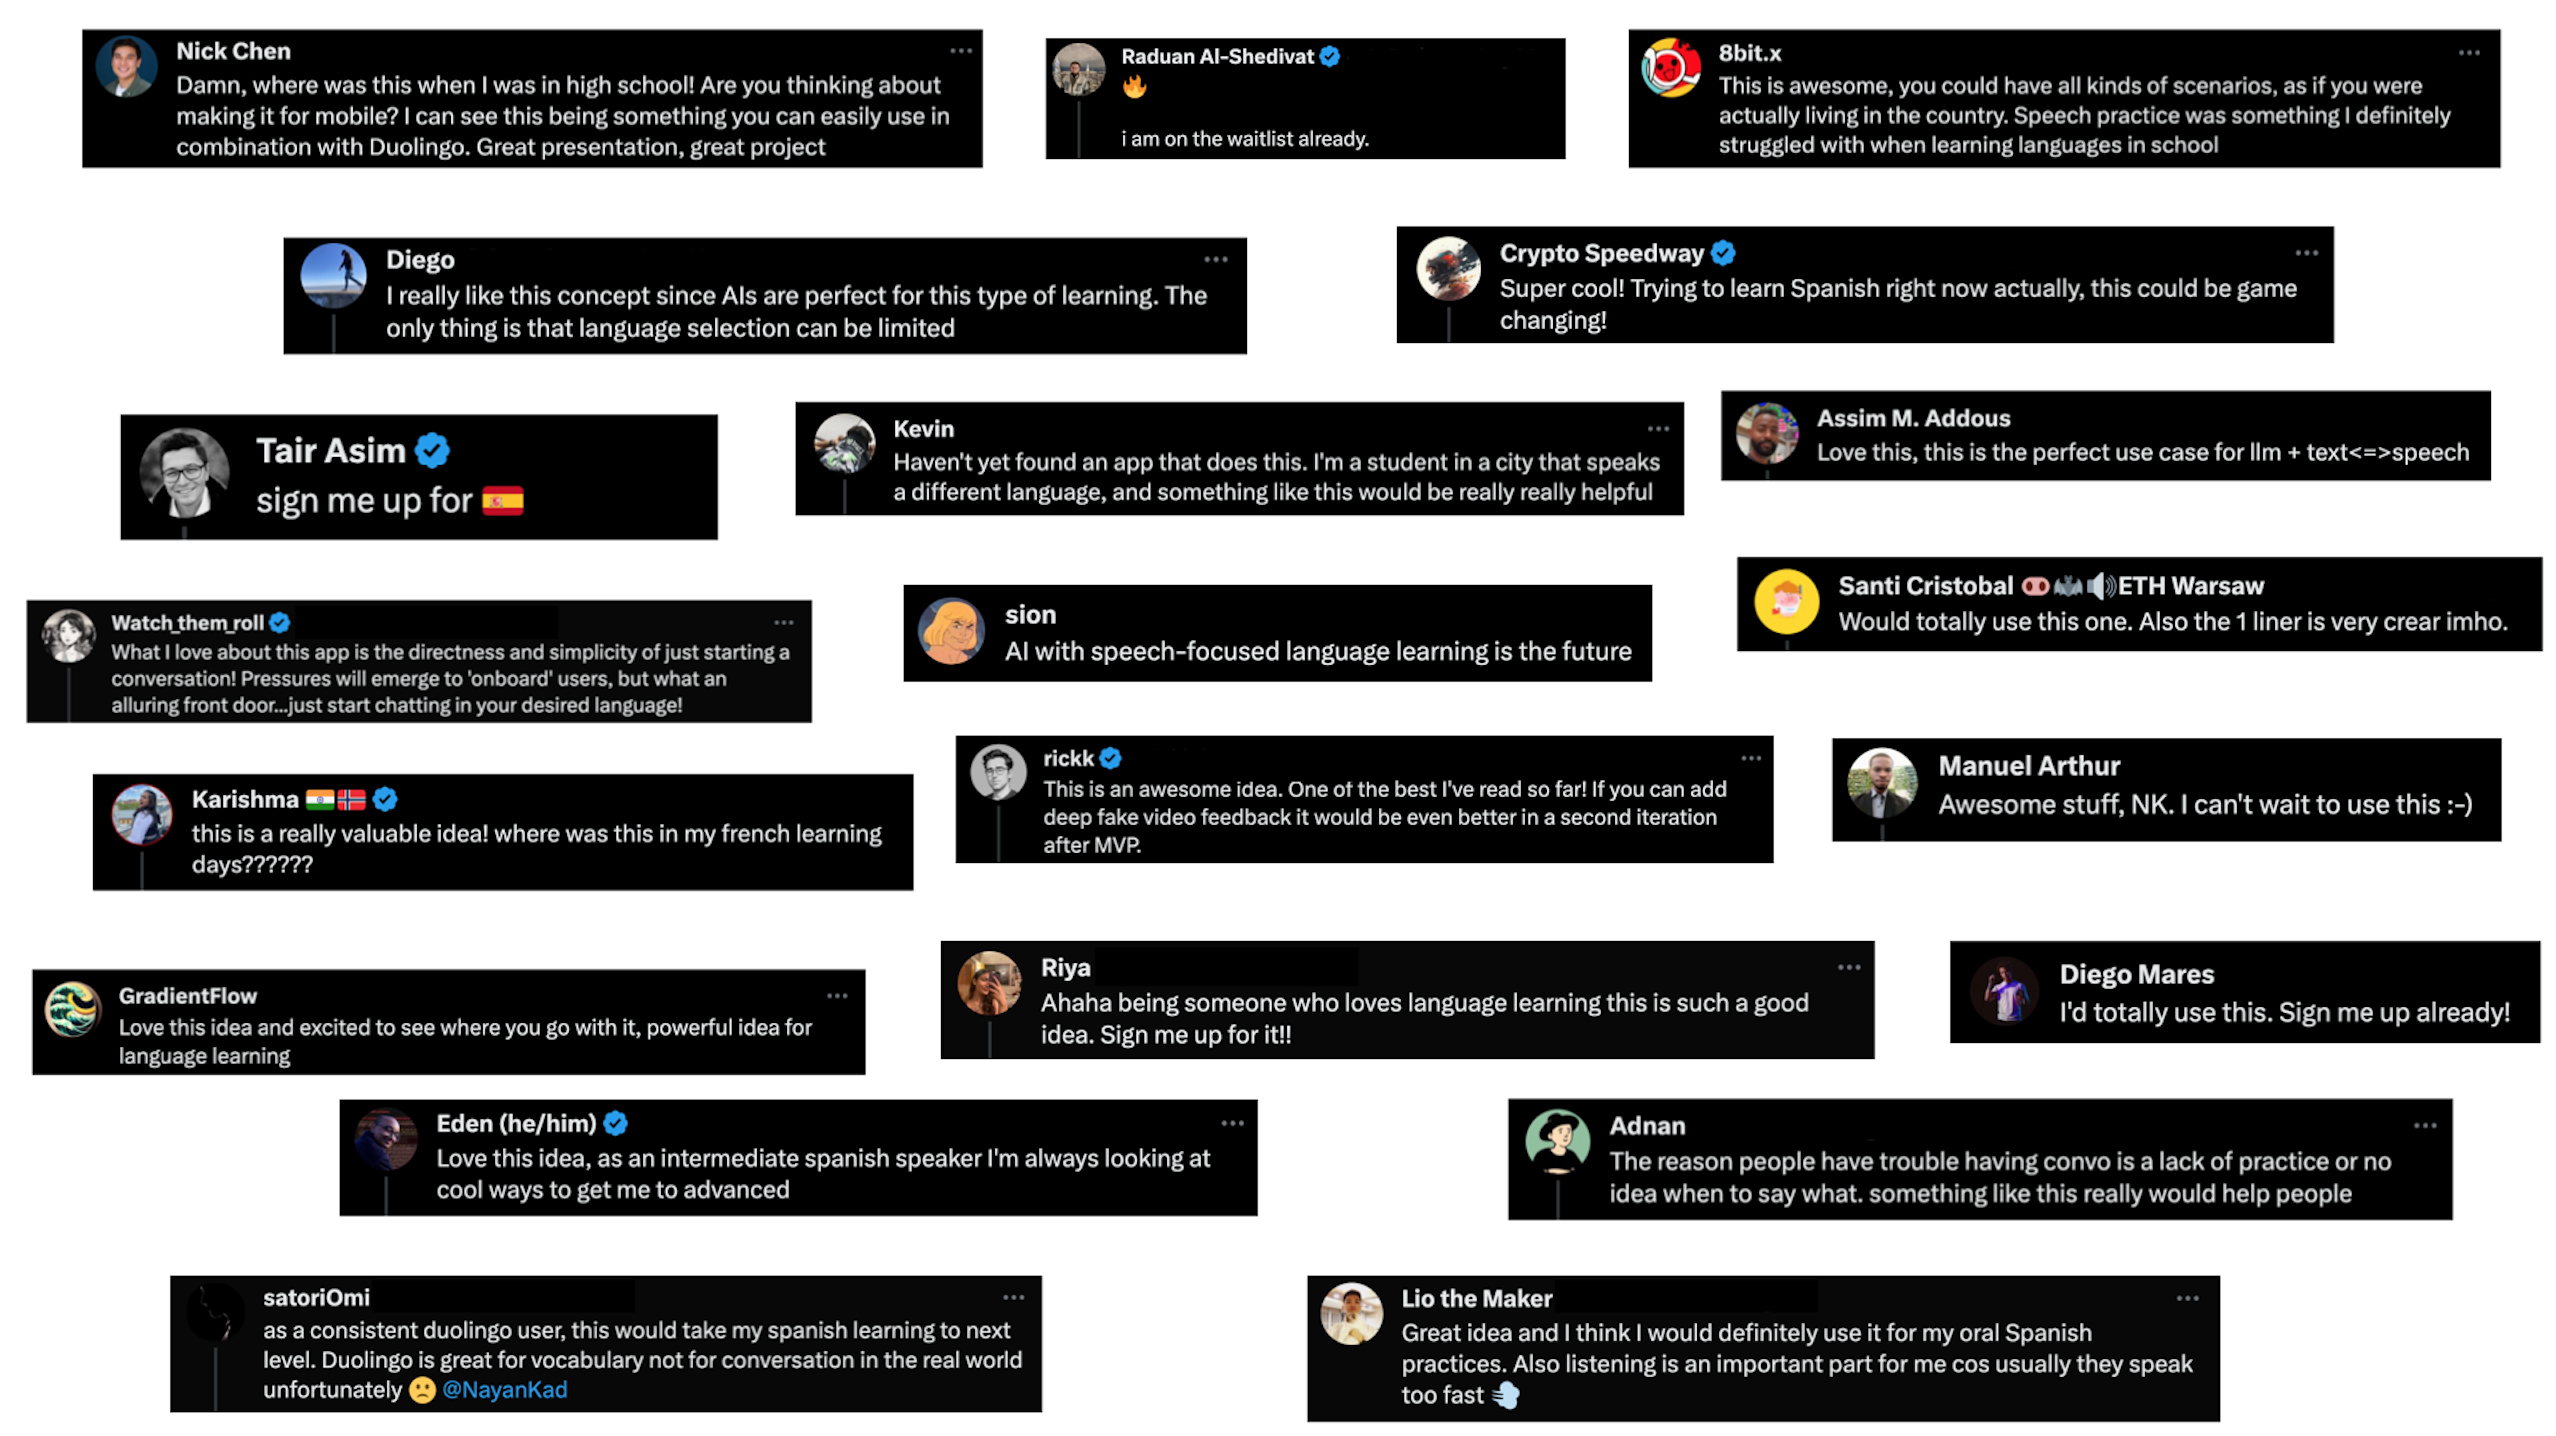 Nick Chen
Damn, where was this when I was in high school! Are you thinking about
making it for mobile? I can see this being something you can easily use in
combination with Duolingo. Great presentation, great project
Raduan Al-Shedivat
🔥
i am on the waitlist already.
8bit.x
This is awesome, you could have all kinds of scenarios, as if you were
actually living in the country. Speech practice was something I definitely
struggled with when learning languages in school
Diego
I really like this concept since AIs are perfect for this type of learning. The
only thing is that language selection can be limited
Crypto Speedway
Super cool! Trying to learn Spanish right now actually, this could be game
changing!
Tair Asim
sign me up for 🇪🇸
Kevin
Haven't yet found an app that does this. I'm a student in a city that speaks
a different language, and something like this would be really really helpful
Assim M. Addous
Love this, this is the perfect use case for llm + text<=>speech
Watch_them_roll
What I love about this app is the directness and simplicity of just starting a
conversation! Pressures will emerge to 'onboard' users, but what an
alluring front door...just start chatting in your desired language!
sion
AI with speech-focused language learning is the future
Santi Cristobal 🐽🦇🔊ETH Warsaw
Would totally use this one. Also the 1 liner is very crear imho.
Karishma 🇮🇳🇳🇴
this is a really valuable idea! where was this in my french learning
days??????
rickk
This is an awesome idea. One of the best I've read so far! If you can add
deep fake video feedback it would be even better in a second iteration
after MVP.
Manuel Arthur
Awesome stuff, NK. I can't wait to use this :-)
GradientFlow
Love this idea and excited to see where you go with it, powerful idea for
language learning
Riya
Ahaha being someone who loves language learning this is such a good
idea. Sign me up for it!!
Diego Mares
I'd totally use this. Sign me up already!
Eden (he/him)
Love this idea, as an intermediate spanish speaker I'm always looking at
cool ways to get me to advanced
Adnan
The reason people have trouble having convo is a lack of practice or no
idea when to say what. something like this really would help people
satoriOmi
as a consistent duolingo user, this would take my spanish learning to next
level. Duolingo is great for vocabulary not for conversation in the real world
unfortunately 🙁 @NayanKad
Lio the Maker
Great idea and I think I would definitely use it for my oral Spanish
practices. Also listening is an important part for me cos usually they speak
too fast 💨